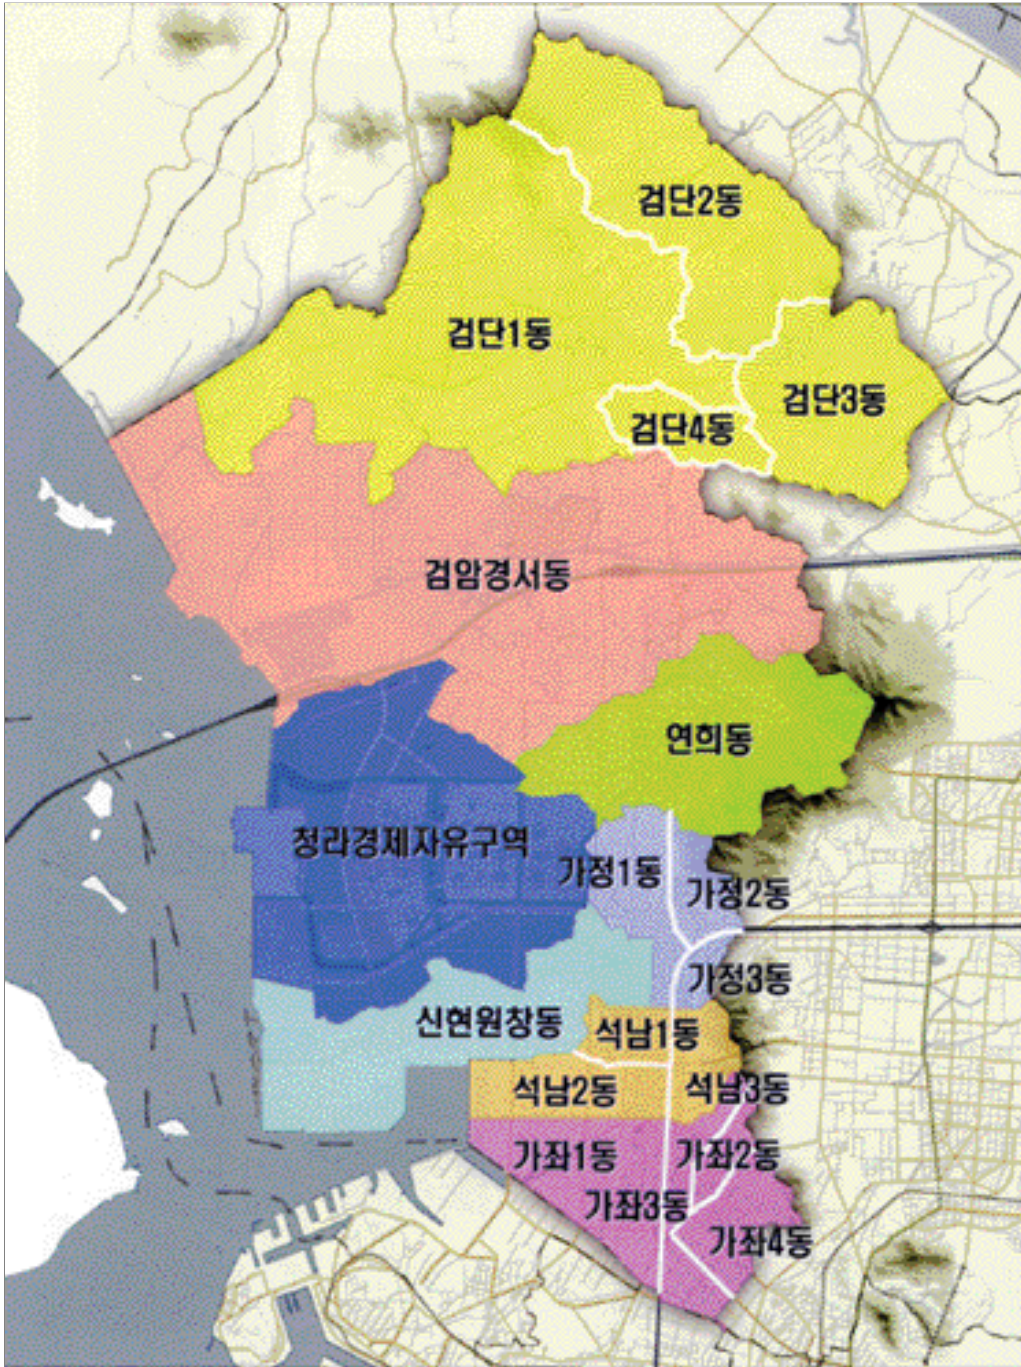 검단2동
검단1동
검단3동
검단4동
검암경서동
연희동
청라경제자유구역
가정1동
가정2동
가정3동
신현원창동
석남1동
석남2동
석남3동
가좌1동
가좌2동
가좌3동
가좌4동